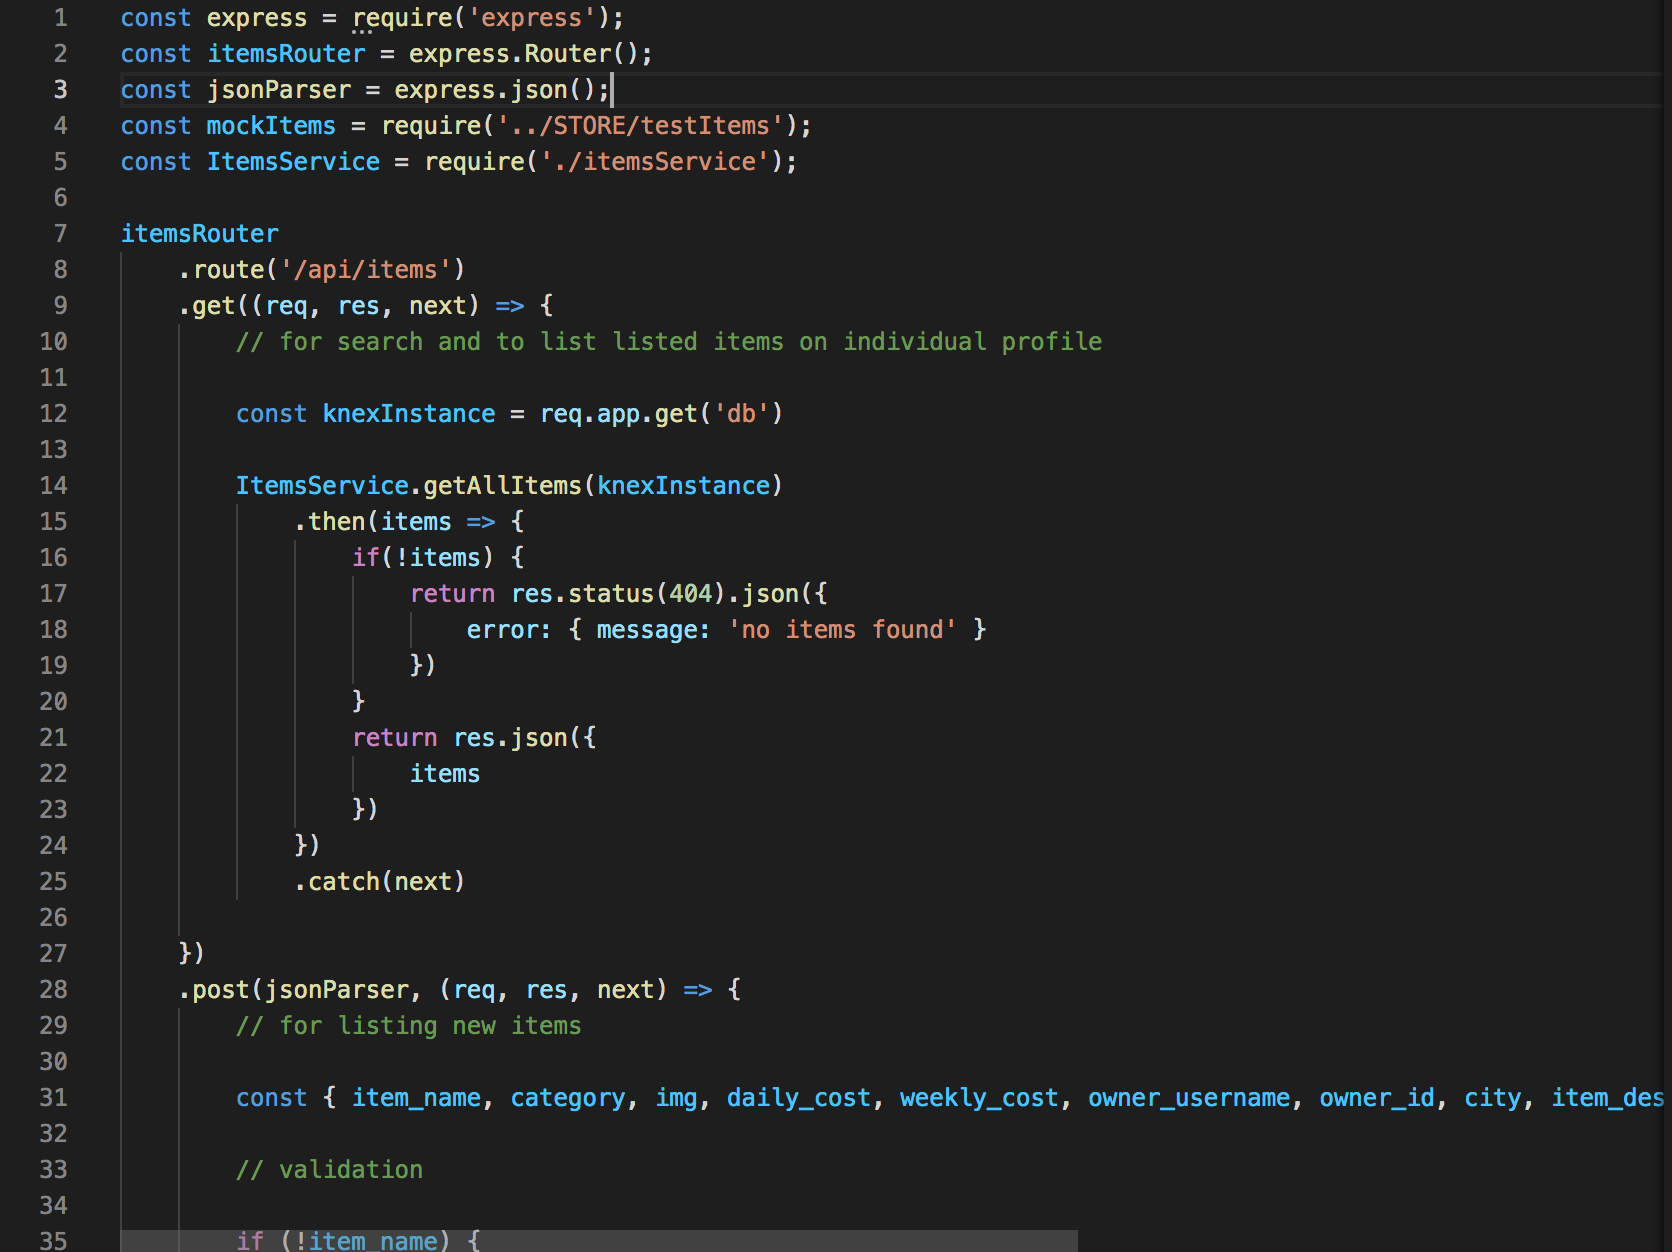 1 const express = require('express');
2 const itemsRouter = express.Router();
3 const jsonParser = express.json();
4 const mockItems = require('../STORE/testItems');
5 const ItemsService = require('./itemsService');
6
7 itemsRouter
8 .route('/api/items')
9 .get((req, res, next) => {
10 // for search and to list listed items on individual profile
11
12 const knexInstance = req.app.get('db')
13
14 ItemsService.getAllItems(knexInstance)
15 .then(items => {
16 if(!items) {
17 return res.status(404).json({
18 error: { message: 'no items found' }
19 })
20 }
21 return res.json({
22 items
23 })
24 })
25 .catch(next)
26
27 })
28 .post(jsonParser, (req, res, next) => {
29 // for listing new items
30
31 const { item_name, category, img, daily_cost, weekly_cost, owner_username, owner_id, city, item_des
32
33 // validation
34
35 if (!item_name) {